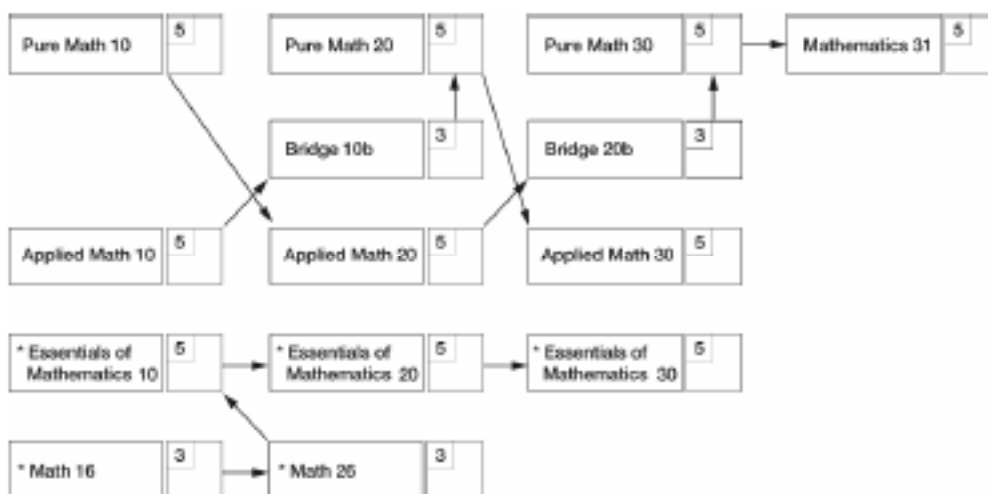 Pure Math 10 5 Pure Math 20 5 Pure Math 30 5 Mathematics 31 5
Bridge 10b 3 Bridge 20b 3
Applied Math 10 5 Applied Math 20 5 Applied Math 30 5
* Essentials of 5 * Essentials of 5 * Essentials of 5
Mathematics 10 Mathematics 20 Mathematics 30
* Math 16 3 * Math 26 3